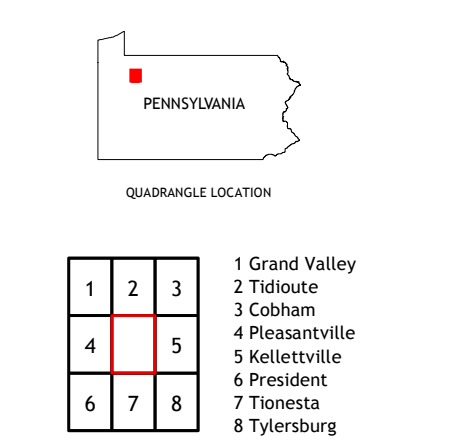 PENNSYLVANIA
QUADRANGLE LOCATION
1 2 3
4 5
6 7 8
1 Grand Valley
2 Tidioute
3 Cobham
4 Pleasantville
5 Kellettville
6 President
7 Tionesta
8 Tylersburg